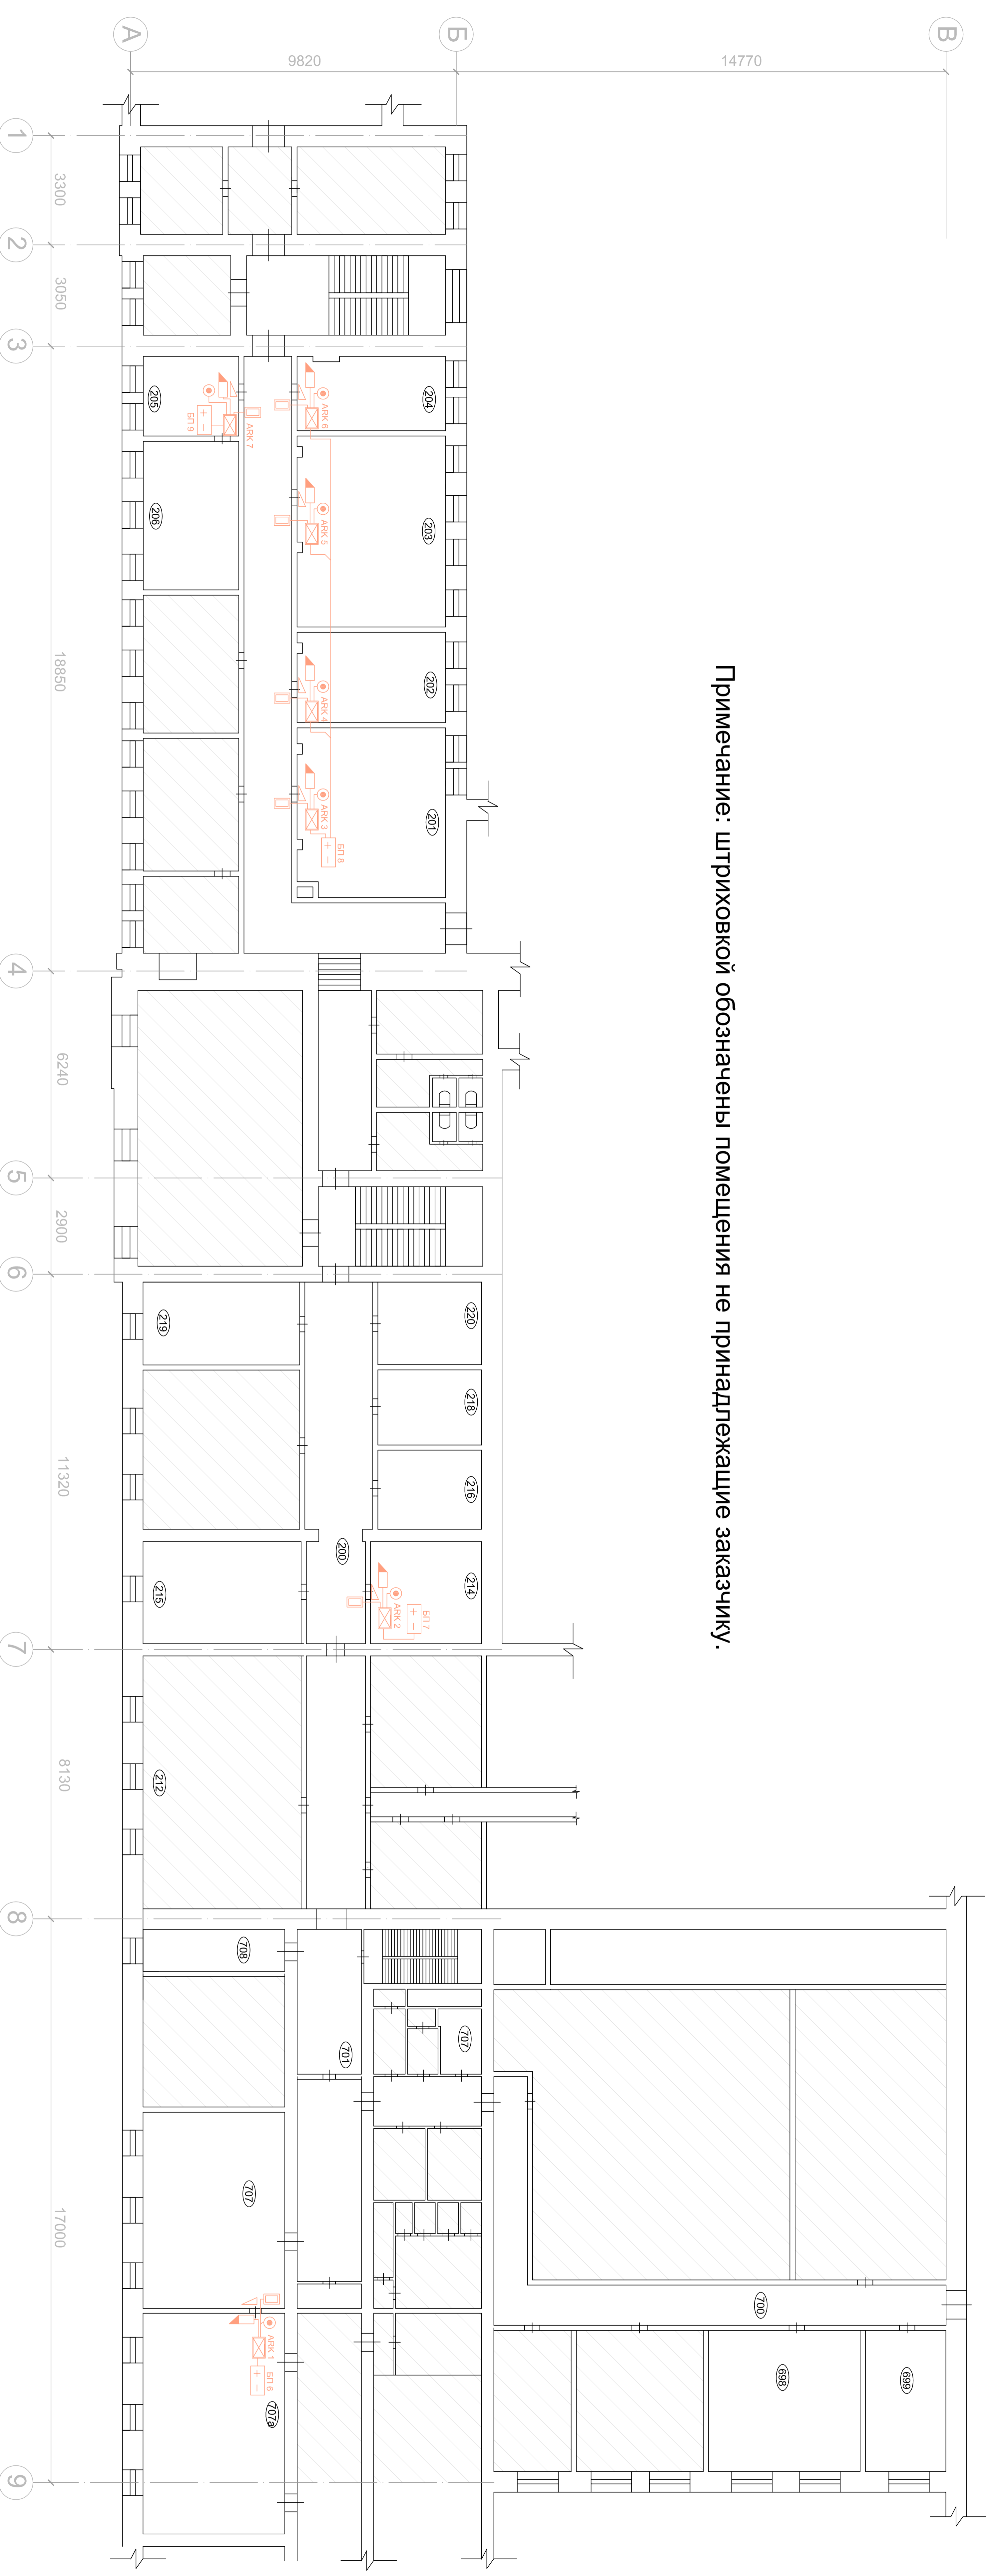 А
Б
В
9820
14770
1
2
3
4
5
6
7
8
9
3300
3050
18850
6240
2900
11320
8130
17000
Примечание: штриховкой обозначены помещения не принадлежащие заказчику.
205
БП 9
ARK 7
ARK 6
204
206
ARK 5
203
ARK 4
202
ARK 3
БП 8
201
219
220
218
216
200
215
214
БП 7
ARK 2
212
708
701
707
707
700
698
699
ARK 1
БП 6
707а